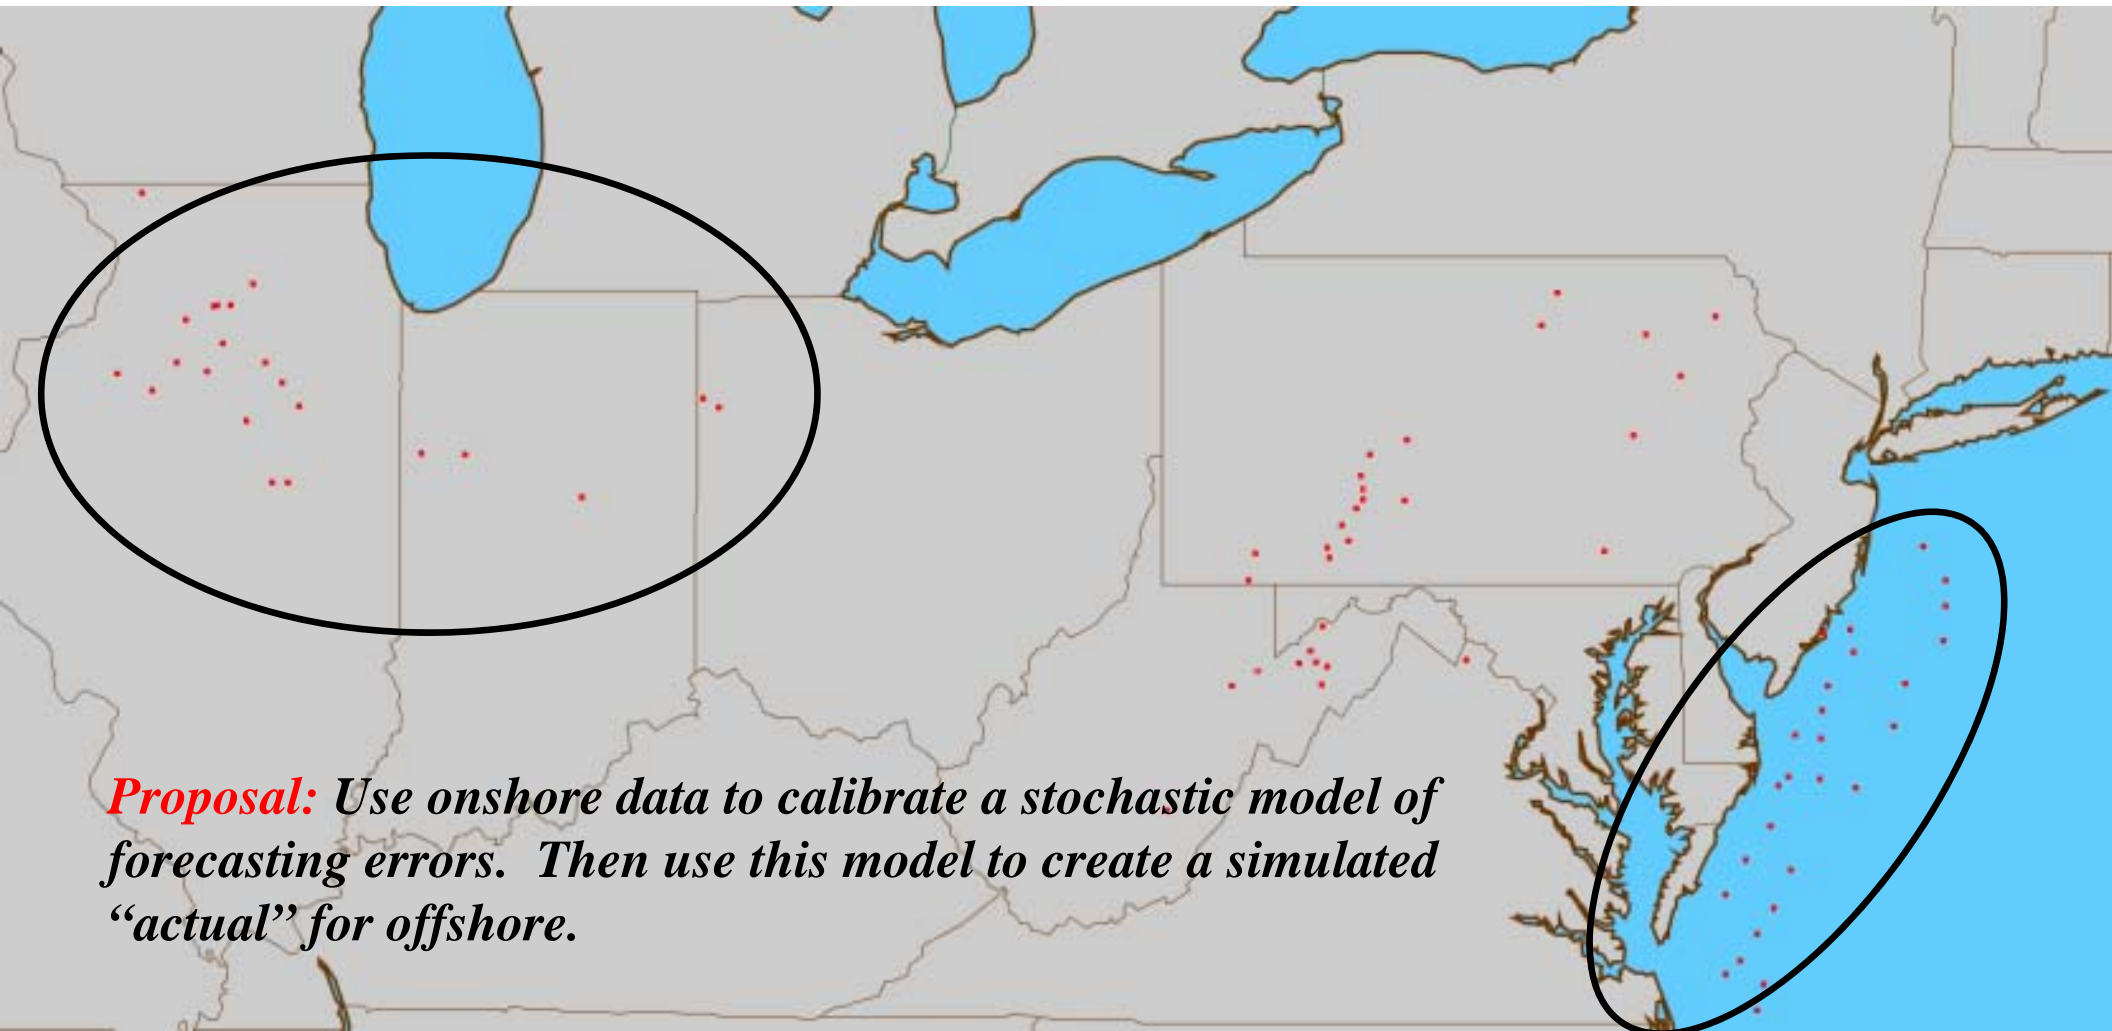 Proposal: Use onshore data to calibrate a stochastic model of
forecasting errors.  Then use this model to create a simulated
“actual” for offshore.